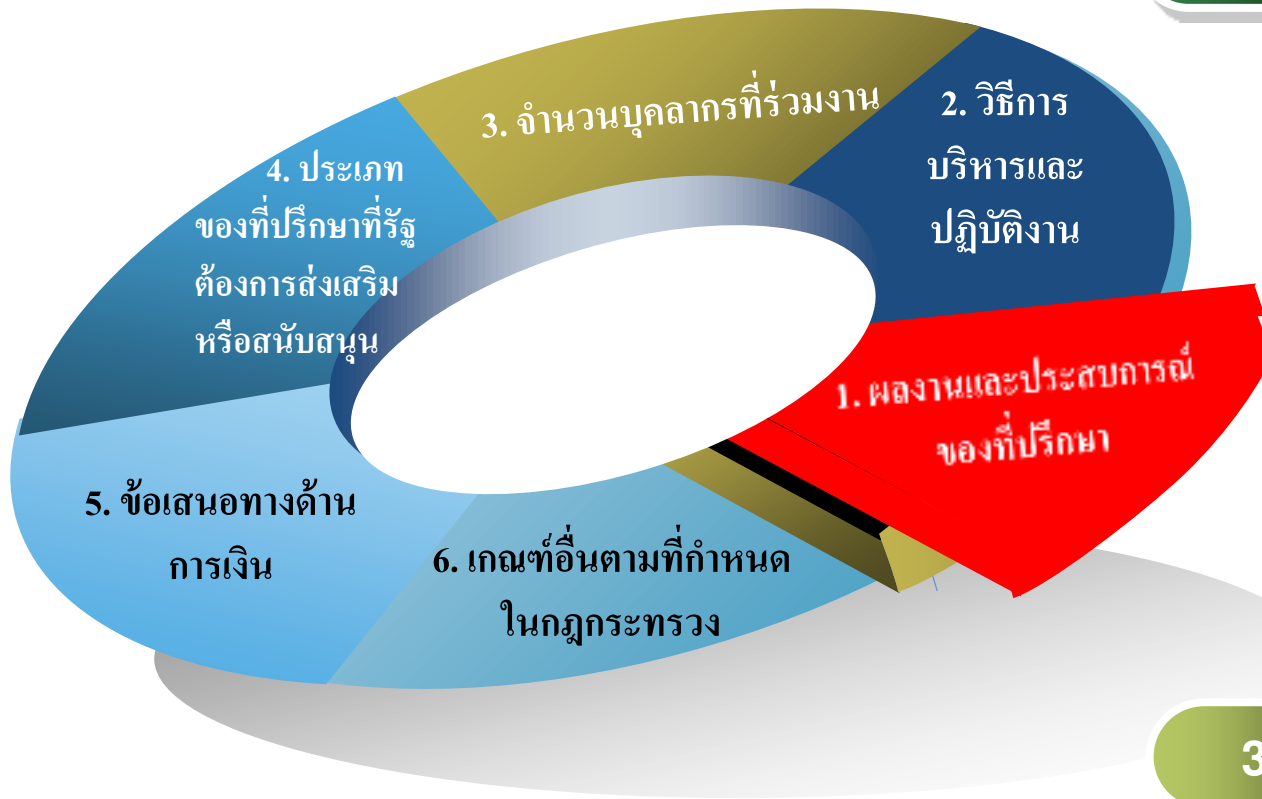 1. ผลงานและประสบการณ์
ของที่ปรึกษา
2. วิธีการ
บริหารและ
ปฏิบัติงาน
3. จำนวนบุคลากรที่ร่วมงาน
4. ประเภท
ของที่ปรึกษาที่รัฐ
ต้องการส่งเสริม
หรือสนับสนุน
5. ข้อเสนอทางด้าน
การเงิน
6. เกณฑ์อื่นตามที่กำหนด
ในกฎกระทรวง
3